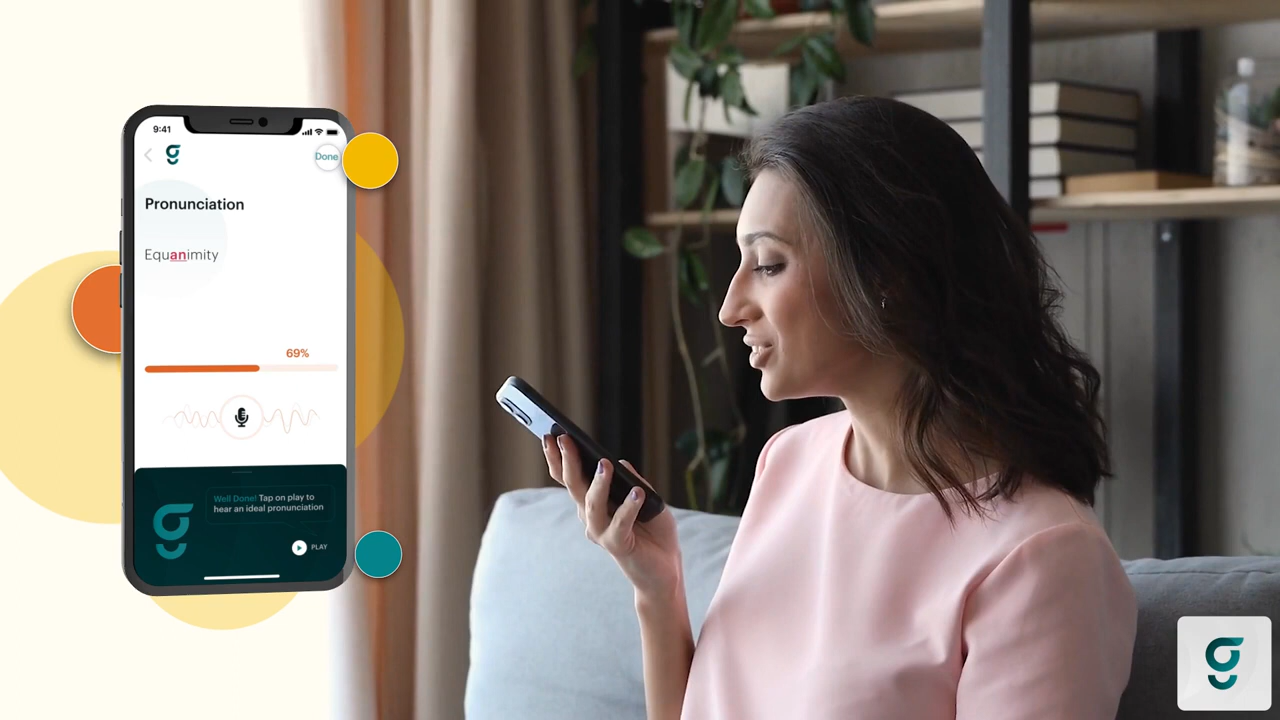 9:41
Done
Pronunciation
Equanimity
69%
Well Done! Tap on play to
hear an ideal pronunciation
PLAY